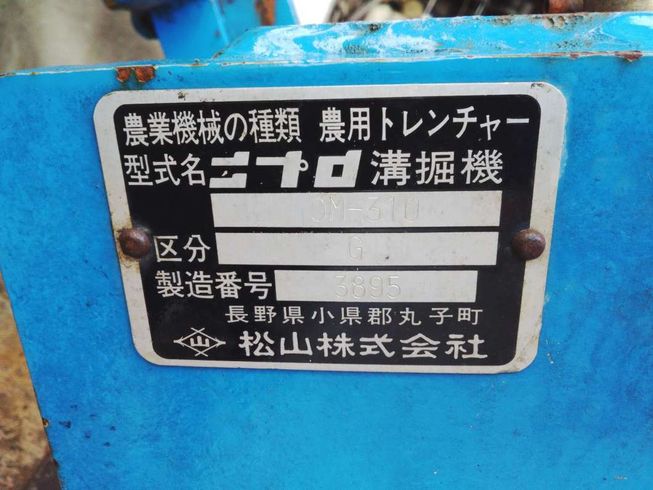 農業機械の種類 農用トレンチャー
型式名 ニプロ 溝掘機
OM-310
区分 G
製造番号 3895
長野県小県郡丸子町
山 松山株式会社